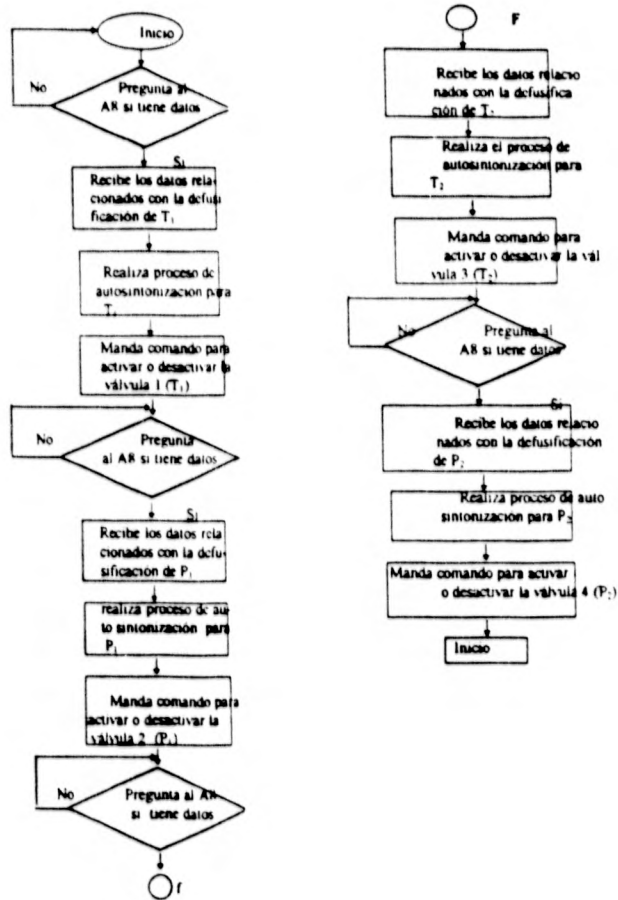 Inicio
No
Pregunta al
A8 si tiene datos
Si
Recibe los datos rela-
cionados con la defusi
ficación de T₁
Realiza proceso de
autosintonización para
Manda comando para
activar o desactivar la
válvula 1 (T₁)
No
Pregunta
al A8 si tiene datos
Si
Recibe los datos rela
cionados con la defu-
sificación de P₁
realiza proceso de au-
to sintonización para
P₁
Manda comando para
activar o desactivar la
válvula 2 (P₁)
No
Pregunta al A8
si tiene datos
f
F
Recibe los datos relacio
nados con la defusifica
ción de T₂
Realiza el proceso de
autosintonización para
T₂
Manda comando para
activar o desactivar la vál
vula 3 (T₂)
No
Pregunta al
A8 si tiene datos
Si
Recibe los datos relacio
nados con la defusificación
de P₂
Realiza proceso de auto
sintonización para P₂
Manda comando para activar
o desactivar la válvula 4 (P₂)
Inicio